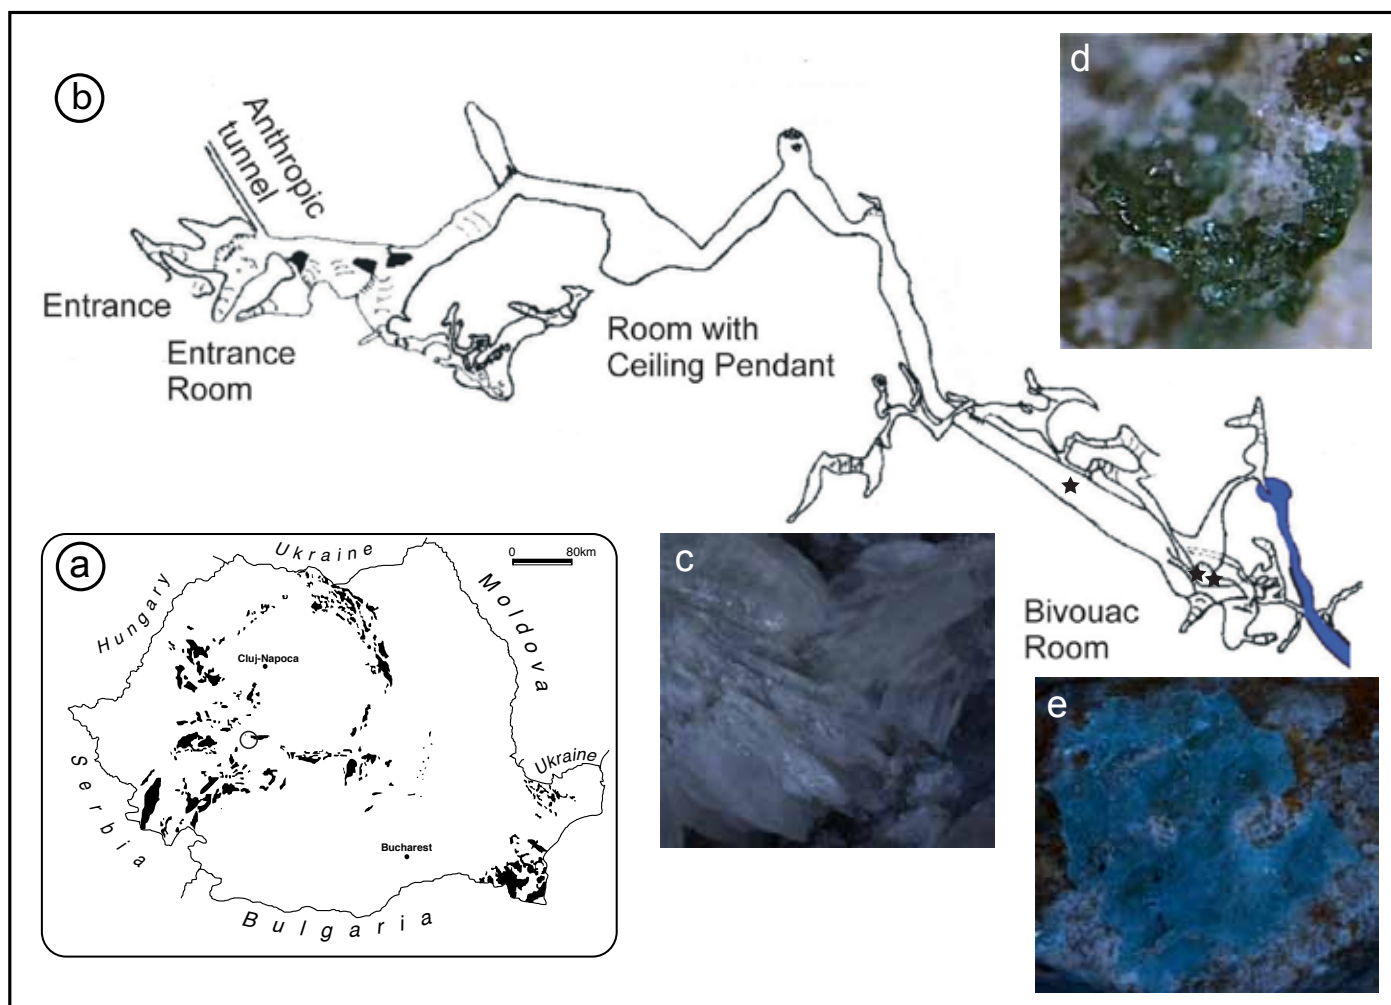 b
Anthropic
tunnel
Entrance
Entrance
Room
Room with
Ceiling Pendant
Bivouac
Room
d
a
Ukraine
0 80km
Hungary
Moldova
Cluj-Napoca
Serbia
Ukraine
Bucharest
Bulgaria
c
e